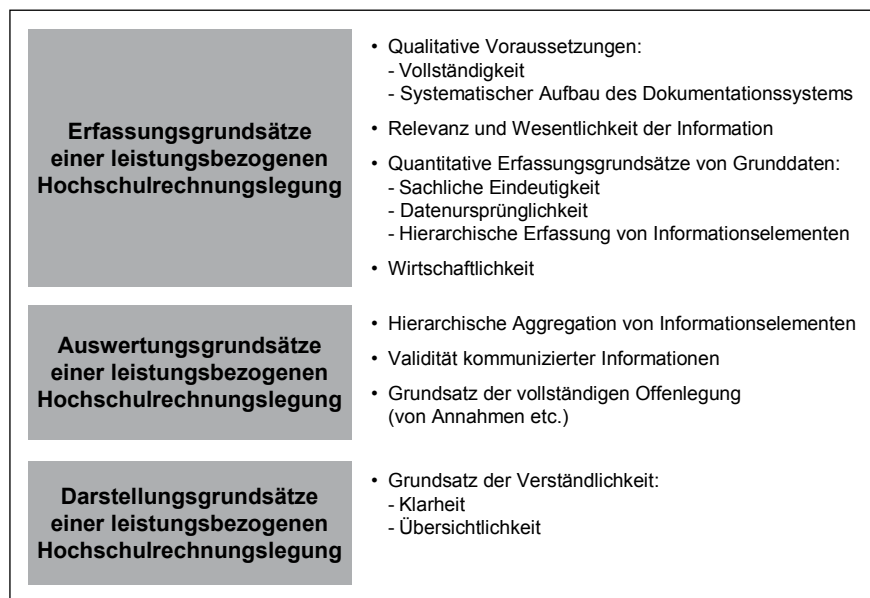 Erfassungsgrundsätze
einer leistungsbezogenen
Hochschulrechnungslegung
• Qualitative Voraussetzungen:
- Vollständigkeit
- Systematischer Aufbau des Dokumentationssystems
• Relevanz und Wesentlichkeit der Information
• Quantitative Erfassungsgrundsätze von Grunddaten:
- Sachliche Eindeutigkeit
- Datenursprünglichkeit
- Hierarchische Erfassung von Informationselementen
• Wirtschaftlichkeit
Auswertungsgrundsätze
einer leistungsbezogenen
Hochschulrechnungslegung
• Hierarchische Aggregation von Informationselementen
• Validität kommunizierter Informationen
• Grundsatz der vollständigen Offenlegung
(von Annahmen etc.)
Darstellungsgrundsätze
einer leistungsbezogenen
Hochschulrechnungslegung
• Grundsatz der Verständlichkeit:
- Klarheit
- Übersichtlichkeit